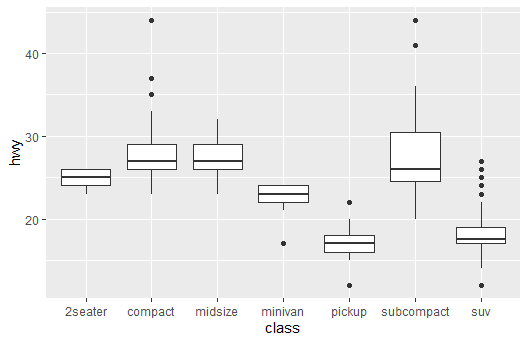 hwy
40
30
20
2seater compact midsize minivan pickup subcompact suv
class